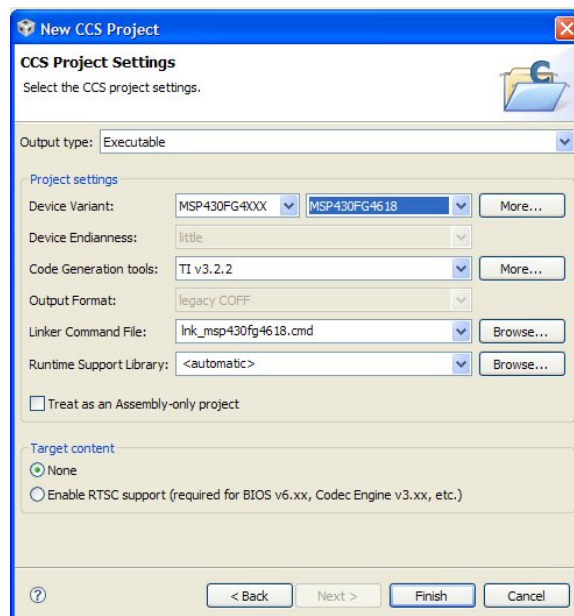 New CCS Project
CCS Project Settings
Select the CCS project settings.
C
Output type: Executable
Project settings
Device Variant: MSP430FG4XXX MSP430FG4618 More...
Device Endianness: little
Code Generation tools: TI v3.2.2 More...
Output Format: legacy COFF
Linker Command File: lnk_msp430fg4618.cmd Browse...
Runtime Support Library: <automatic> Browse...
Treat as an Assembly-only project
Target content
None
Enable RTSC support (required for BIOS v6.xx, Codec Engine v3.xx, etc.)
? < Back Next > Finish Cancel